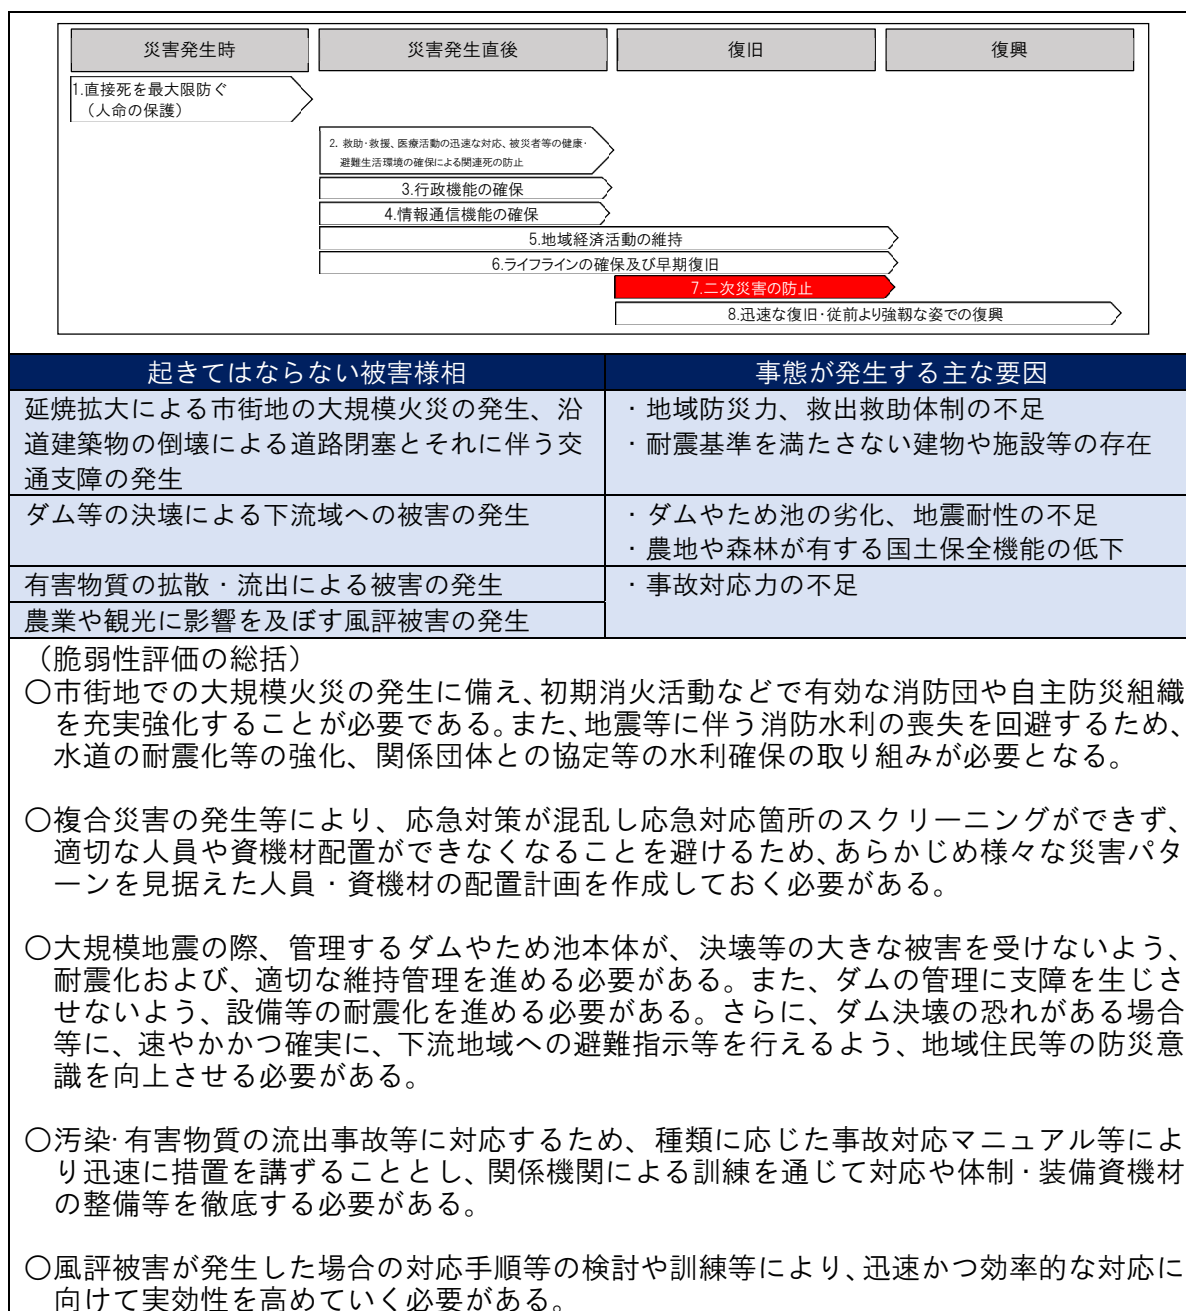 災害発生時
災害発生直後
復旧
復興
1.直接死を最大限防ぐ
（人命の保護）
2. 救助･救援、医療活動の迅速な対応、被災者等の健康･
避難生活環境の確保による関連死の防止
3.行政機能の確保
4.情報通信機能の確保
5.地域経済活動の維持
6.ライフラインの確保及び早期復旧
7.二次災害の防止
8.迅速な復旧･従前より強靱な姿での復興
起きてはならない被害様相
事態が発生する主な要因
延焼拡大による市街地の大規模火災の発生、沿
道建築物の倒壊による道路閉塞とそれに伴う交
通支障の発生
・地域防災力、救出救助体制の不足
・耐震基準を満たさない建物や施設等の存在
ダム等の決壊による下流域への被害の発生
・ダムやため池の劣化、地震耐性の不足
・農地や森林が有する国土保全機能の低下
有害物質の拡散・流出による被害の発生
・事故対応力の不足
農業や観光に影響を及ぼす風評被害の発生
（脆弱性評価の総括）
〇市街地での大規模火災の発生に備え、初期消火活動などで有効な消防団や自主防災組織
を充実強化することが必要である。また、地震等に伴う消防水利の喪失を回避するため、
水道の耐震化等の強化、関係団体との協定等の水利確保の取り組みが必要となる。
〇複合災害の発生等により、応急対策が混乱し応急対応箇所のスクリーニングができず、
適切な人員や資機材配置ができなくなることを避けるため、あらかじめ様々な災害パタ
ーンを見据えた人員・資機材の配置計画を作成しておく必要がある。
〇大規模地震の際、管理するダムやため池本体が、決壊等の大きな被害を受けないよう、
耐震化および、適切な維持管理を進める必要がある。また、ダムの管理に支障を生じさ
せないよう、設備等の耐震化を進める必要がある。さらに、ダム決壊の恐れがある場合
等に、速やかかつ確実に、下流地域への避難指示等を行えるよう、地域住民等の防災意
識を向上させる必要がある。
〇汚染･有害物質の流出事故等に対応するため、種類に応じた事故対応マニュアル等によ
り迅速に措置を講ずることとし、関係機関による訓練を通じて対応や体制・装備資機材
の整備等を徹底する必要がある。
〇風評被害が発生した場合の対応手順等の検討や訓練等により、迅速かつ効率的な対応に
向けて実効性を高めていく必要がある。